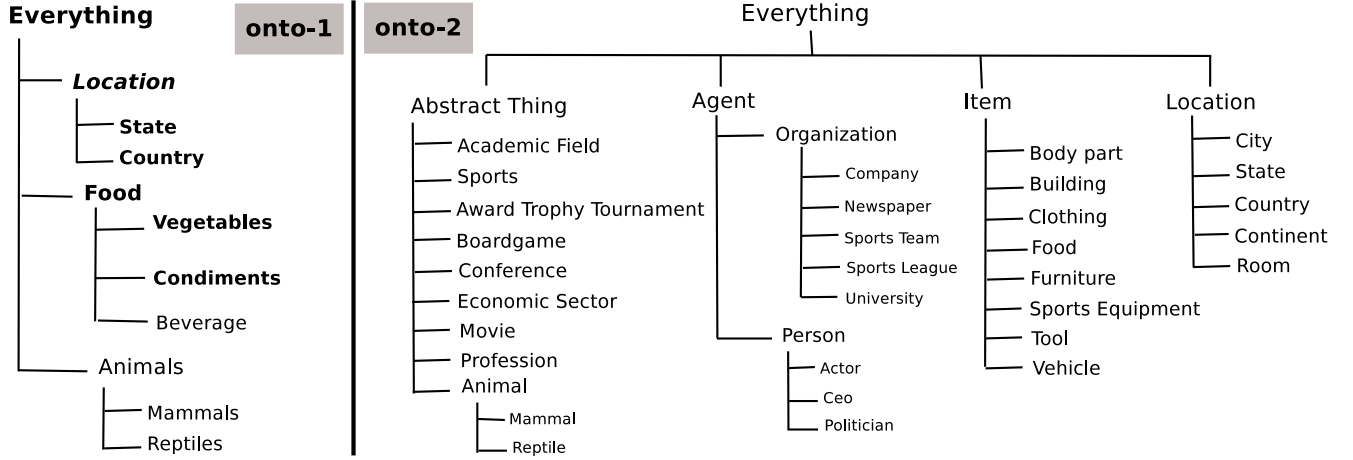 Everything
onto-1
Location
State
Country
Food
Vegetables
Condiments
Beverage
Animals
Mammals
Reptiles
onto-2
Everything
Abstract Thing
Academic Field
Sports
Award Trophy Tournament
Boardgame
Conference
Economic Sector
Movie
Profession
Animal
Mammal
Reptile
Agent
Organization
Company
Newspaper
Sports Team
Sports League
University
Person
Actor
Ceo
Politician
Item
Body part
Building
Clothing
Food
Furniture
Sports Equipment
Tool
Vehicle
Location
City
State
Country
Continent
Room